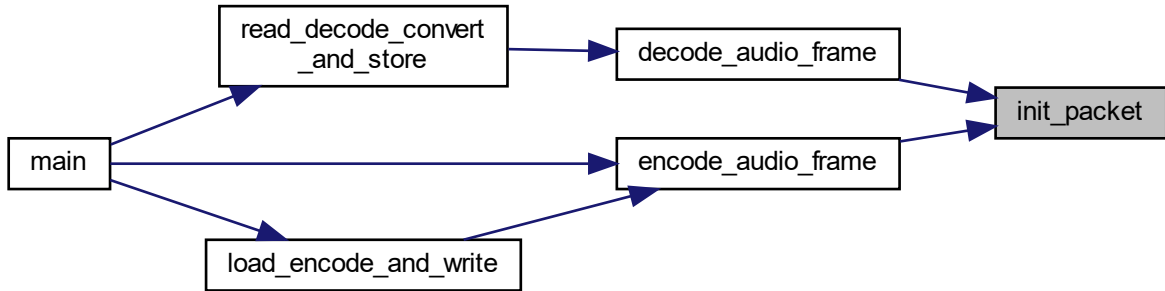 read_decode_convert
_and_store
decode_audio_frame
init_packet
main
encode_audio_frame
load_encode_and_write